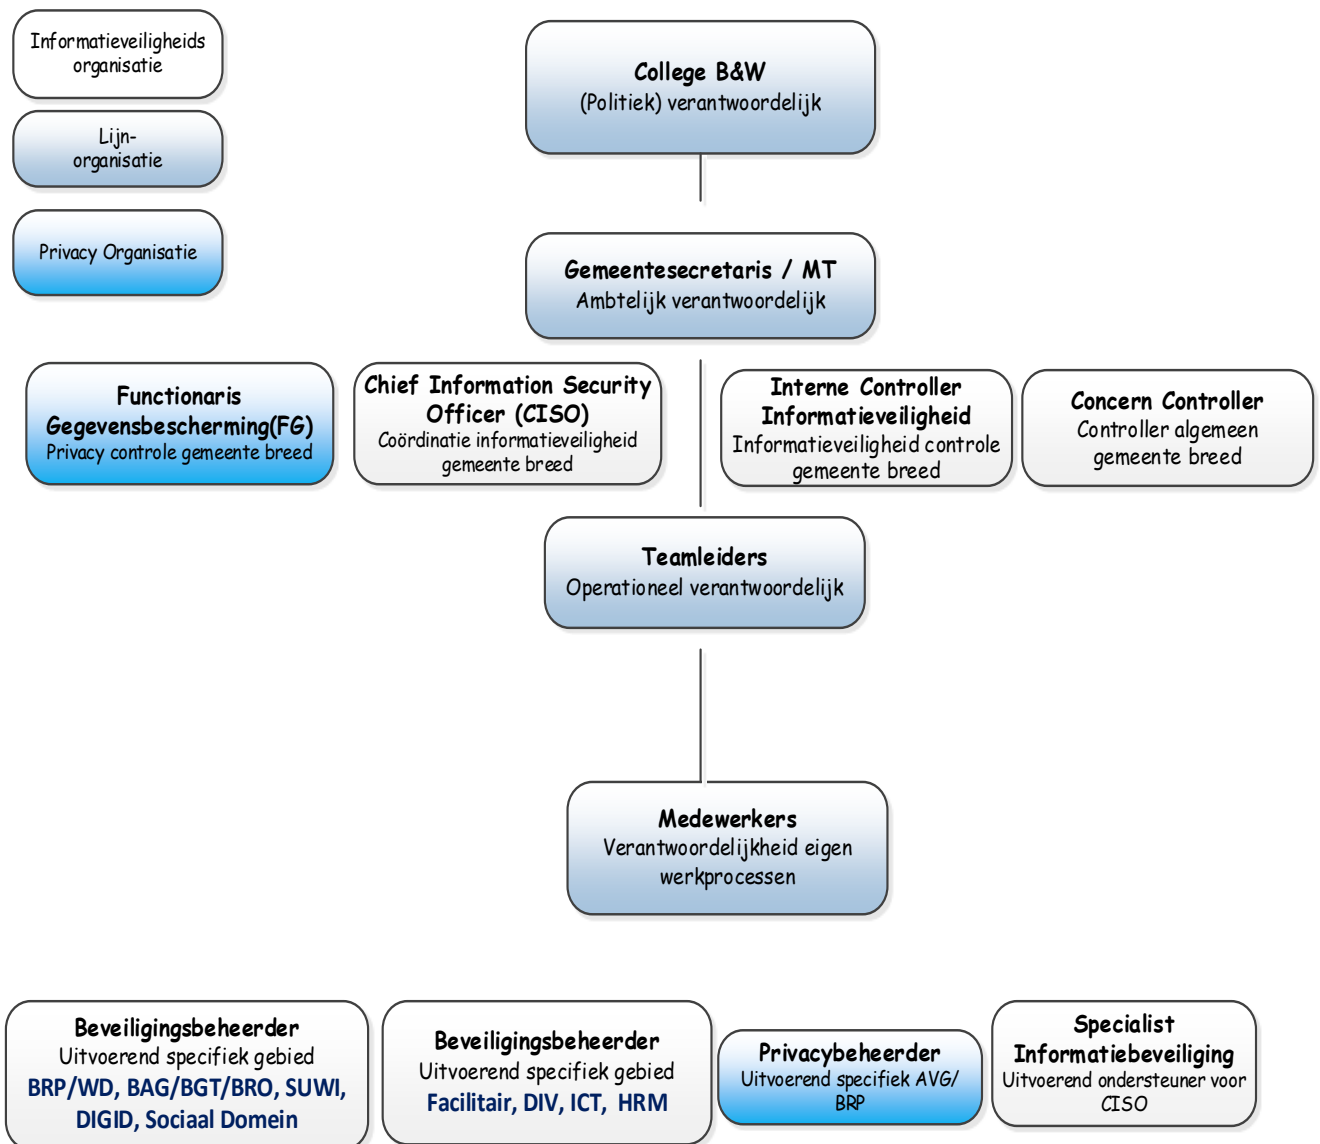 Informatieveiligheids
organisatie
Lijn-
organisatie
Privacy Organisatie
College B&W
(Politiek) verantwoordelijk
Gemeentesecretaris / MT
Ambtelijk verantwoordelijk
Functionaris
Gegevensbescherming(FG)
Privacy controle gemeente breed
Chief Information Security
Officer (CISO)
Coördinatie informatieveiligheid
gemeente breed
Interne Controller
Informatieveiligheid
Informatieveiligheid controle
gemeente breed
Concern Controller
Controller algemeen
gemeente breed
Teamleiders
Operationeel verantwoordelijk
Medewerkers
Verantwoordelijkheid eigen
werkprocessen
Beveiligingsbeheerder
Uitvoerend specifiek gebied
BRP/WD, BAG/BGT/BRO, SUWI,
DIGID, Sociaal Domein
Beveiligingsbeheerder
Uitvoerend specifiek gebied
Facilitair, DIV, ICT, HRM
Privacybeheerder
Uitvoerend specifiek AVG/
BRP
Specialist
Informatiebeveiliging
Uitvoerend ondersteuner voor
CISO